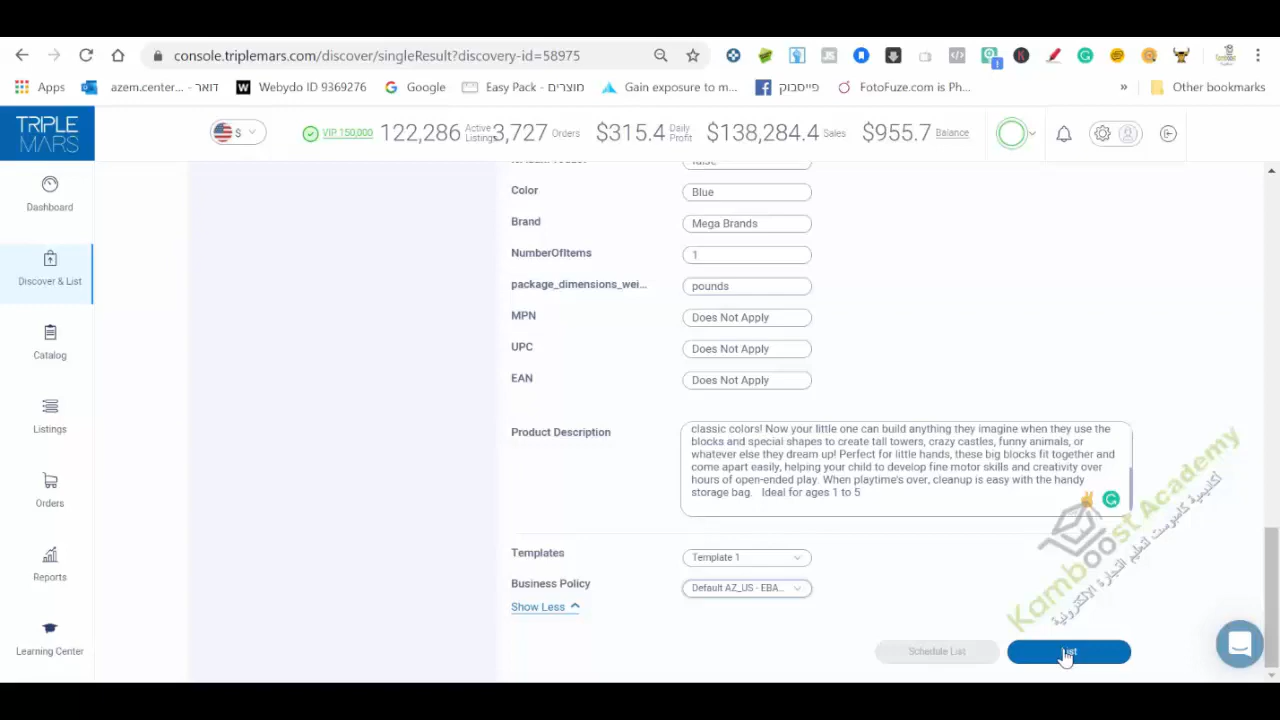 console.triplemars.com/discover/singleResult?discovery-id=58975
Apps
azem.center... - דואר
Webydo ID 9369276
Google
Easy Pack - מוצרים
Gain exposure to m...
פייסבוק
FotoFuze.com is Ph...
»
Other bookmarks
TRIPLE
MARS
$
VIP 150,000
122,286 Active Listings
3,727 Orders
$315.4 Daily Profit
$138,284.4 Sales
$955.7 Balance
Dashboard
Discover & List
Catalog
Listings
Orders
Reports
Learning Center
Color
Blue
Brand
Mega Brands
NumberOfItems
1
package_dimensions_wei...
pounds
MPN
Does Not Apply
UPC
Does Not Apply
EAN
Does Not Apply
Product Description
classic colors! Now your little one can build anything they imagine when they use the
blocks and special shapes to create tall towers, crazy castles, funny animals, or
whatever else they dream up! Perfect for little hands, these big blocks fit together and
come apart easily, helping your child to develop fine motor skills and creativity over
hours of open-ended play. When playtime's over, cleanup is easy with the handy
storage bag. Ideal for ages 1 to 5
Templates
Template 1
Business Policy
Default AZ_US - EBA...
Show Less
Schedule List
List
Kamboost Academy
أكاديمية كامبوست لتعليم التجارة الالكترونية